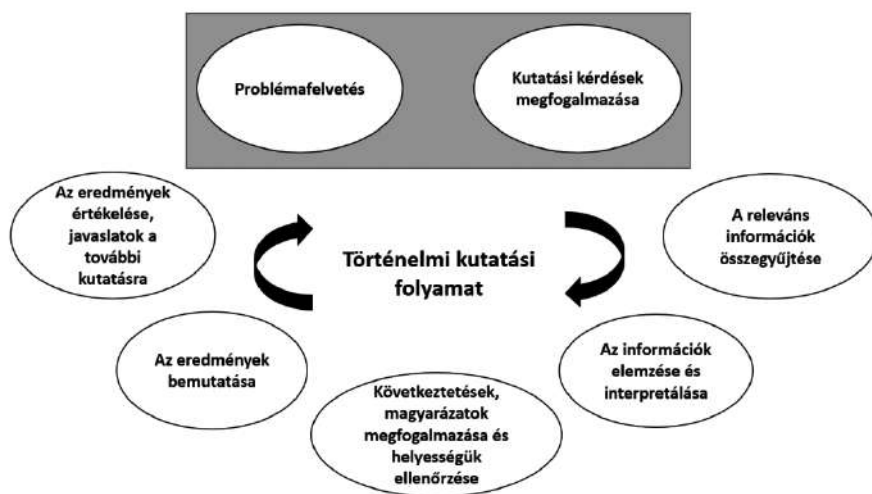 Problémafelvetés
Kutatási kérdések
megfogalmazása
A releváns
információk
összegyűjtése
Az információk
elemzése és
interpretálása
Következtetések,
magyarázatok
megfogalmazása és
helyességük
ellenőrzése
Az eredmények
bemutatása
Az eredmények
értékelése,
javaslatok a
további
kutatásra
Történelmi kutatási
folyamat